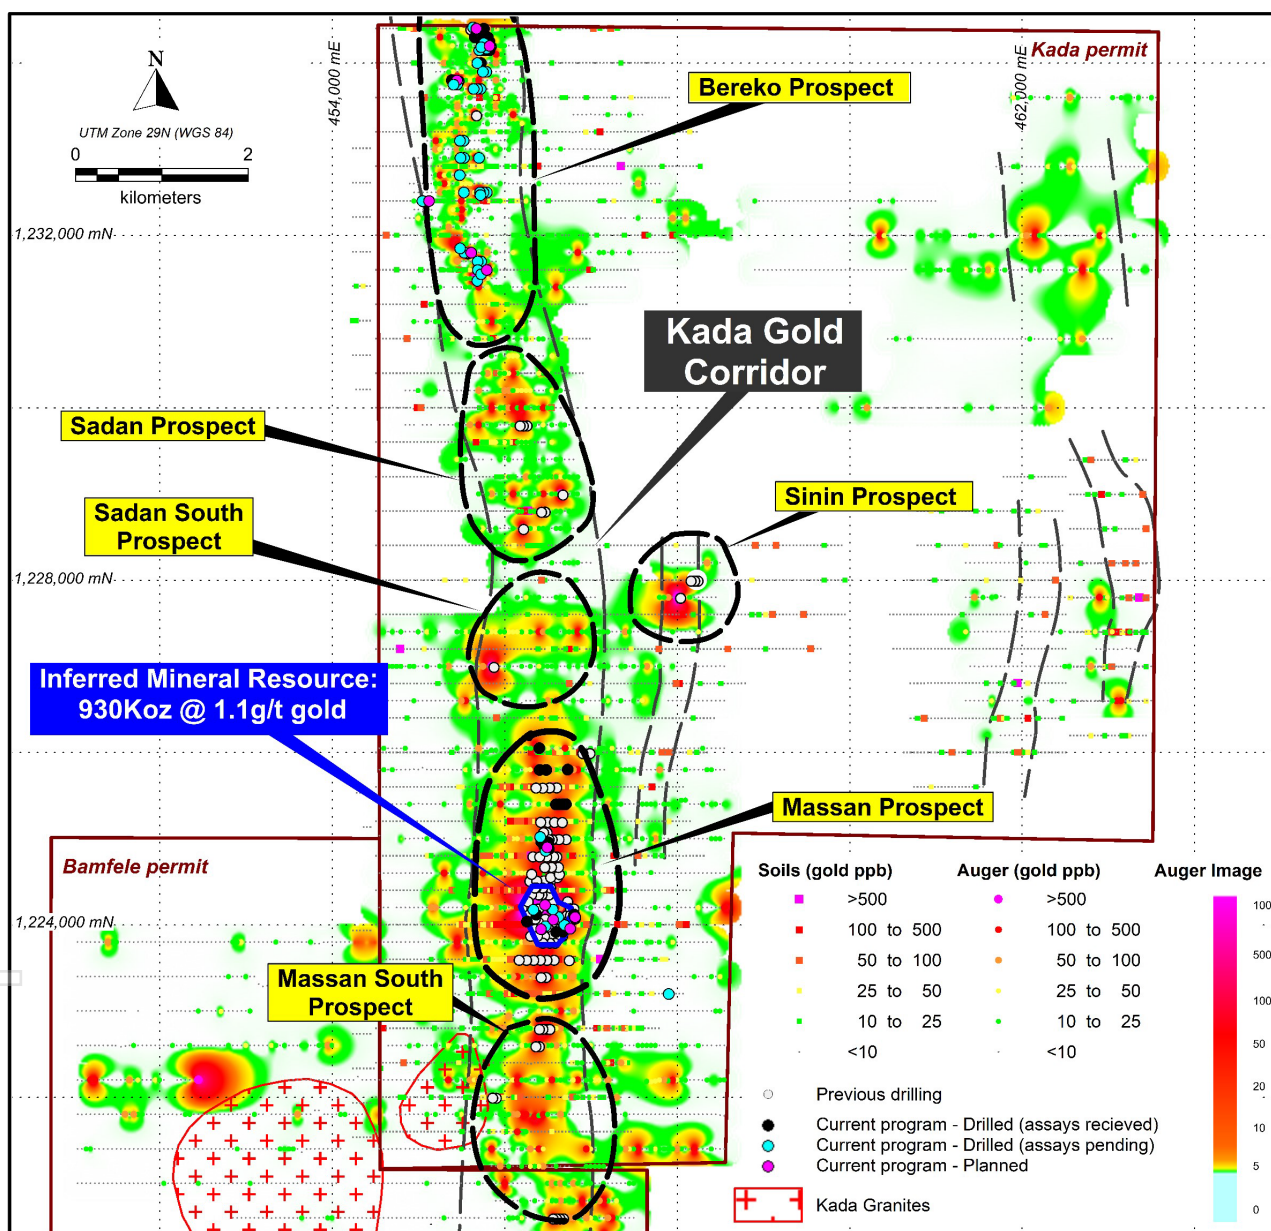 454,000 mE
462,000 mE
Kada permit
N
UTM Zone 29N (WGS 84)
0 2
kilometers
Bereko Prospect
1,232,000 mN
Kada Gold
Corridor
Sadan Prospect
Sinin Prospect
Sadan South
Prospect
1,228,000 mN
Inferred Mineral Resource:
930Koz @ 1.1g/t gold
Massan Prospect
Bamfele permit
1,224,000 mN
Massan South
Prospect
Soils (gold ppb) Auger (gold ppb) Auger Image
>500 >500
100 to 500 100 to 500
50 to 100 50 to 100
25 to 50 25 to 50
10 to 25 10 to 25
<10 <10
100
500
100
50
20
10
5
0
Previous drilling
Current program - Drilled (assays recieved)
Current program - Drilled (assays pending)
Current program - Planned
Kada Granites